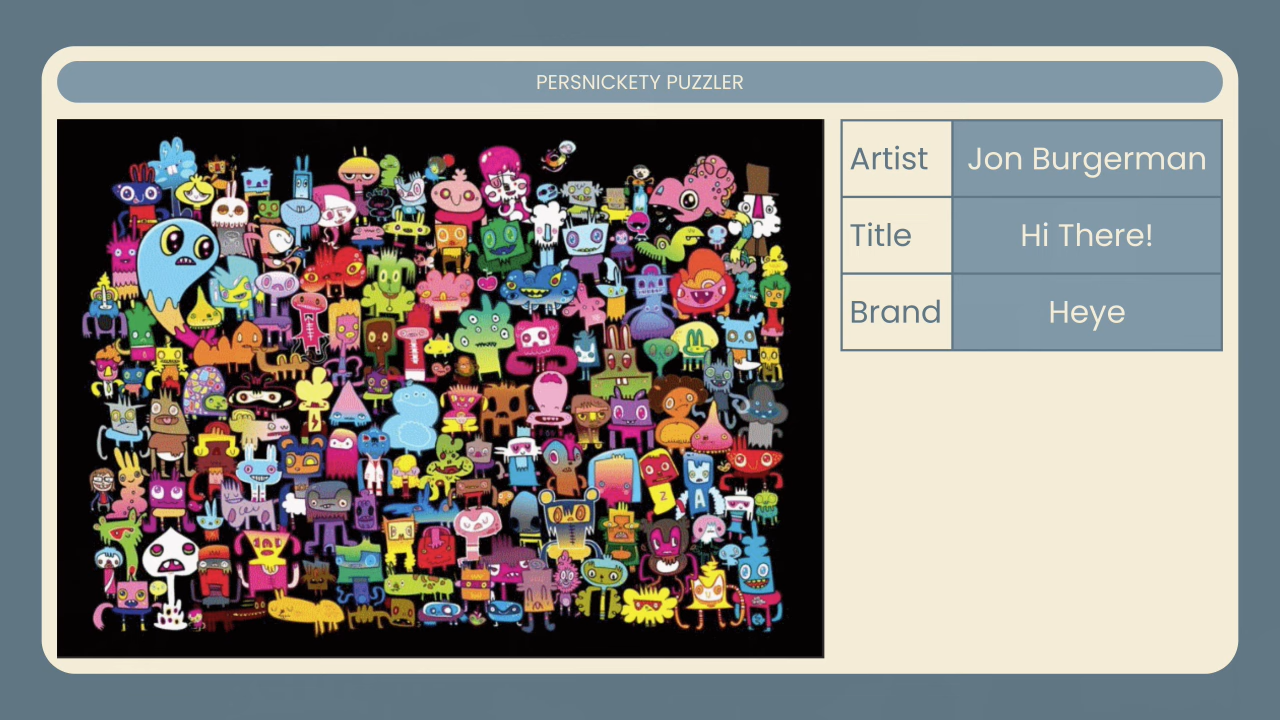 PERSNICKETY PUZZLER
Artist Jon Burgerman
Title Hi There!
Brand Heye
Z
A